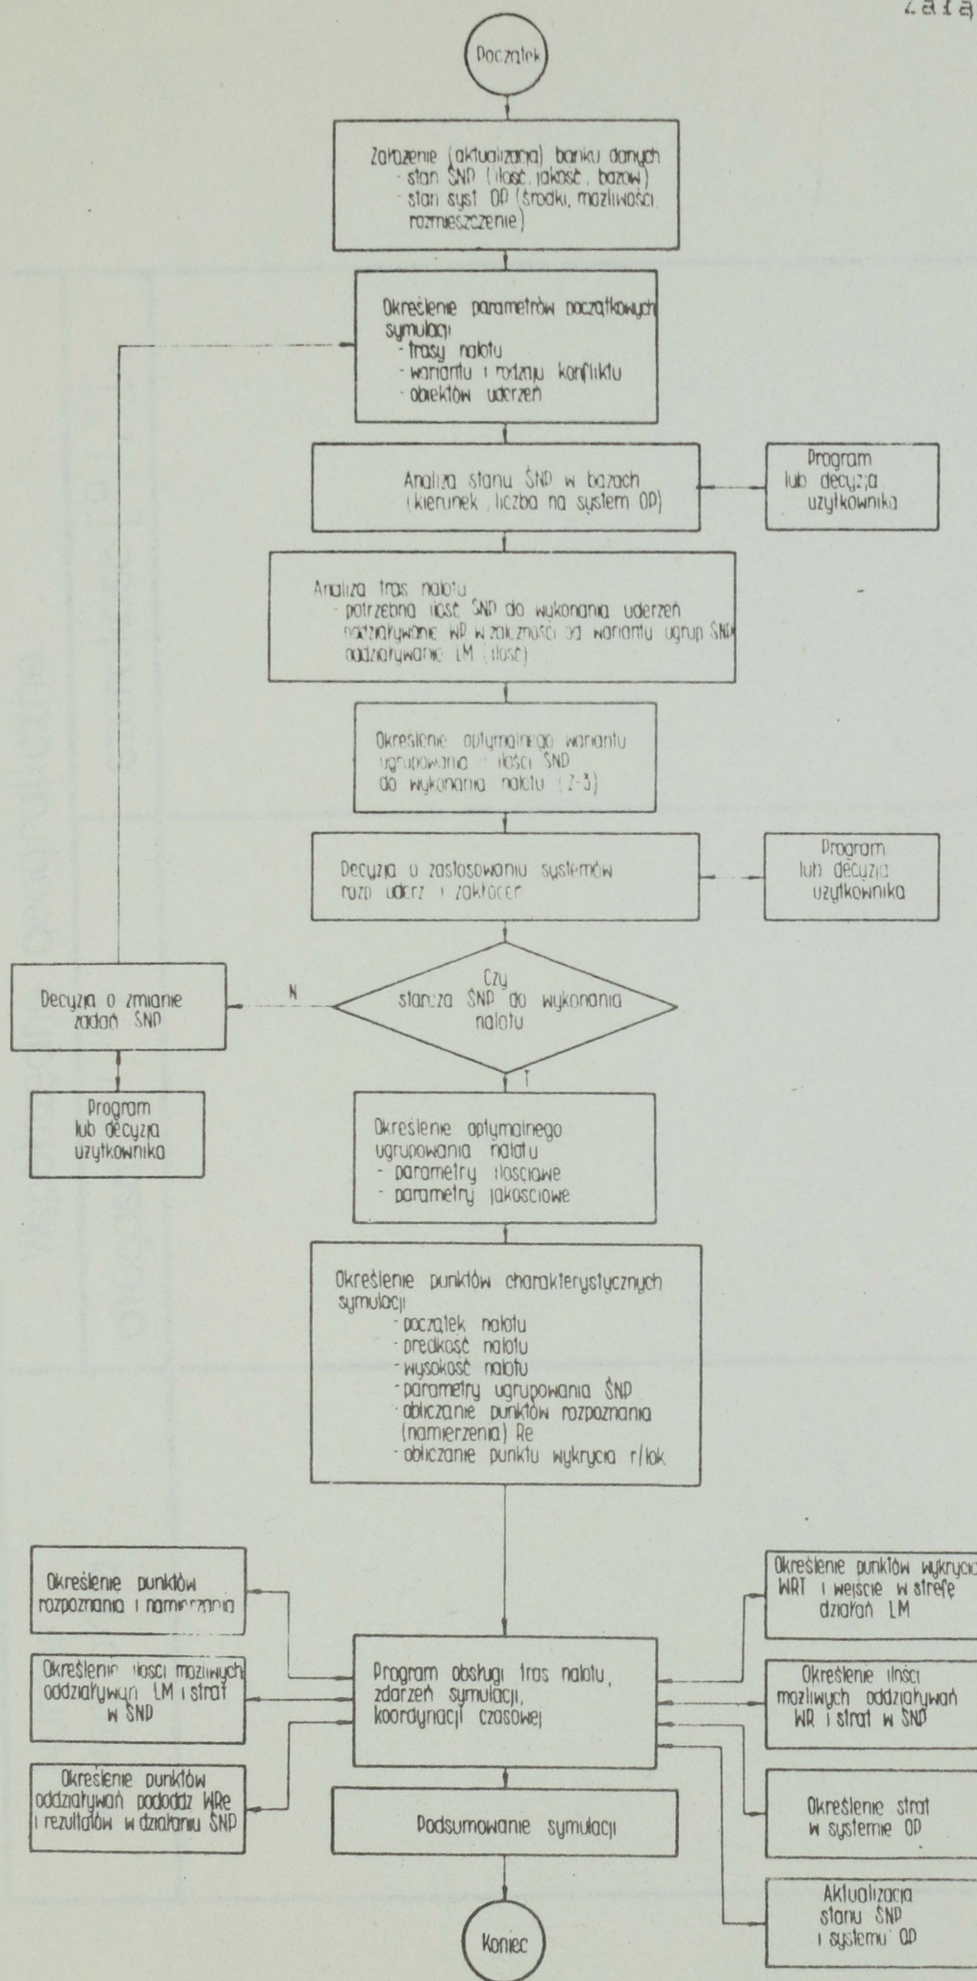 Początek
Założenie (aktualizacja) banku danych
- stan ŚNP (ilość, jakość, bazow)
- stan syst OP (środki, możliwości
rozmieszczenie)
Określenie parametrów początkowych
symulacji
- trasy nalotu
- wariantu i rodzaju konfliktu
- obiektów uderzeń
Analiza stanu ŚNP w bazach
(kierunek, liczba na system OP)
Program
lub decyzja
użytkownika
Analiza tras nalotu
- potrzebna ilość ŚNP do wykonania uderzeń
oddziaływanie WP w zależności od wariantu ugrup ŚNP
oddziaływanie LM (ilość)
Określenie optymalnego wariantu
ugrupowania i ilości ŚNP
do wykonania nalotu (2-3)
Decyzja o zastosowaniu systemów
rozp uderz i zakłóceń
Program
lub decyzja
użytkownika
Czy
starcza ŚNP do wykonania
nalotu
N
T
Decyzja o zmianie
zadań ŚNP
Program
lub decyzja
użytkownika
Określenie optymalnego
ugrupowania nalotu
- parametry ilościowe
- parametry jakościowe
Określenie punktów charakterystycznych
symulacji
- początek nalotu
- prędkość nalotu
- wysokość nalotu
- parametry ugrupowania ŚNP
- obliczanie punktów rozpoznania
(namierzenia) Re
- obliczanie punktu wykrycia r/lok
Określenie punktów
rozpoznania i namierzania
Określenie ilości możliwych
oddziaływań LM i strat
w ŚNP
Określenie punktów
oddziaływań pododdz WRe
i rezultatów w działaniu ŚNP
Program obsługi tras nalotu,
zdarzeń symulacji,
koordynacji czasowej
Określenie punktów wykrycia
WRT i wejście w strefę
działań LM
Określenie ilości
możliwych oddziaływań
WR i strat w ŚNP
Określenie strat
w systemie OP
Aktualizacja
stanu ŚNP
i systemu OP
Podsumowanie symulacji
Koniec